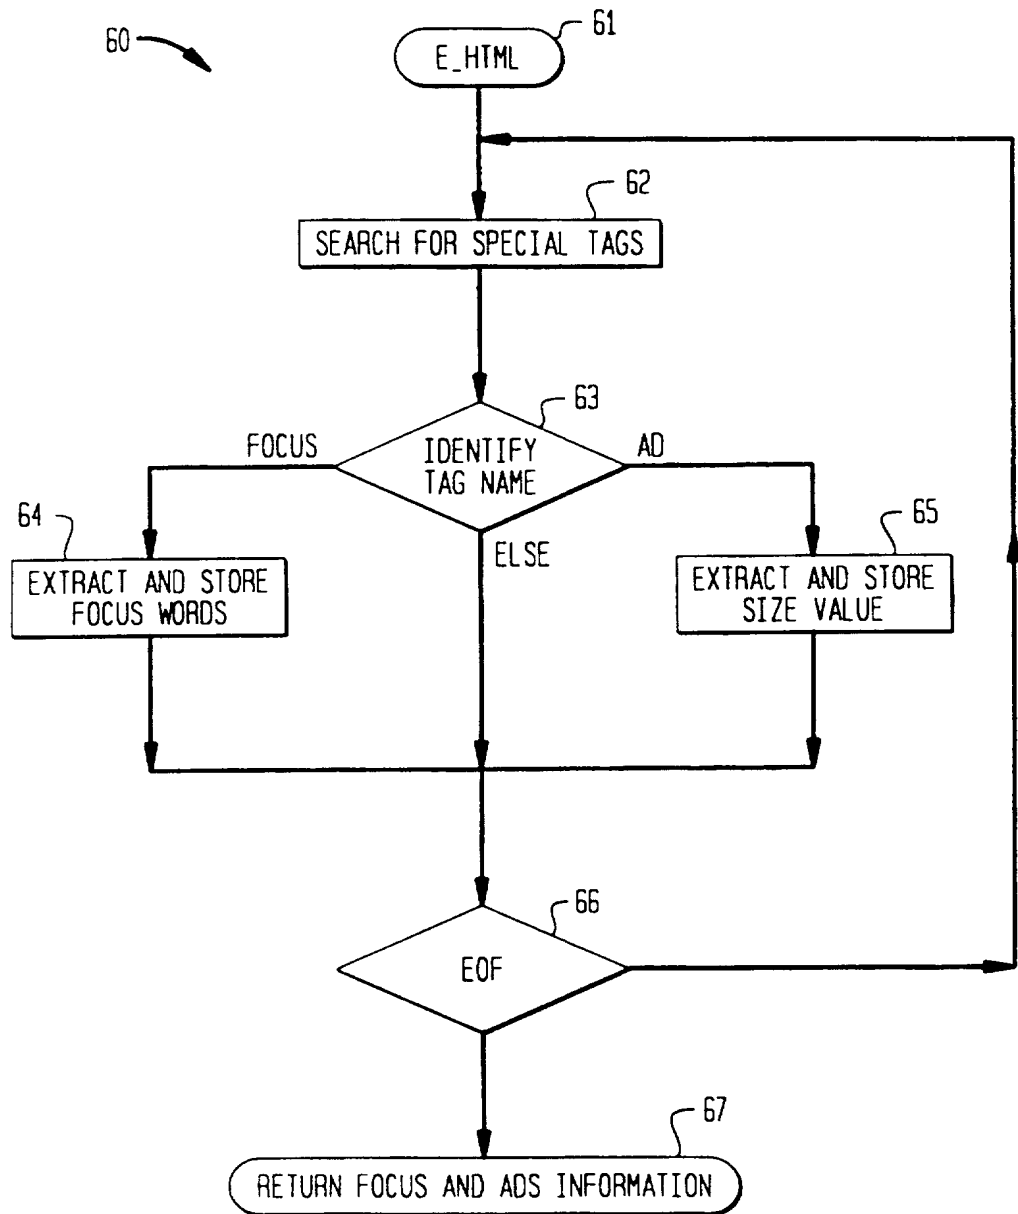 60
61
E_HTML
62
SEARCH FOR SPECIAL TAGS
63
FOCUS
IDENTIFY
TAG NAME
AD
ELSE
64
EXTRACT AND STORE
FOCUS WORDS
65
EXTRACT AND STORE
SIZE VALUE
66
EOF
67
RETURN FOCUS AND ADS INFORMATION